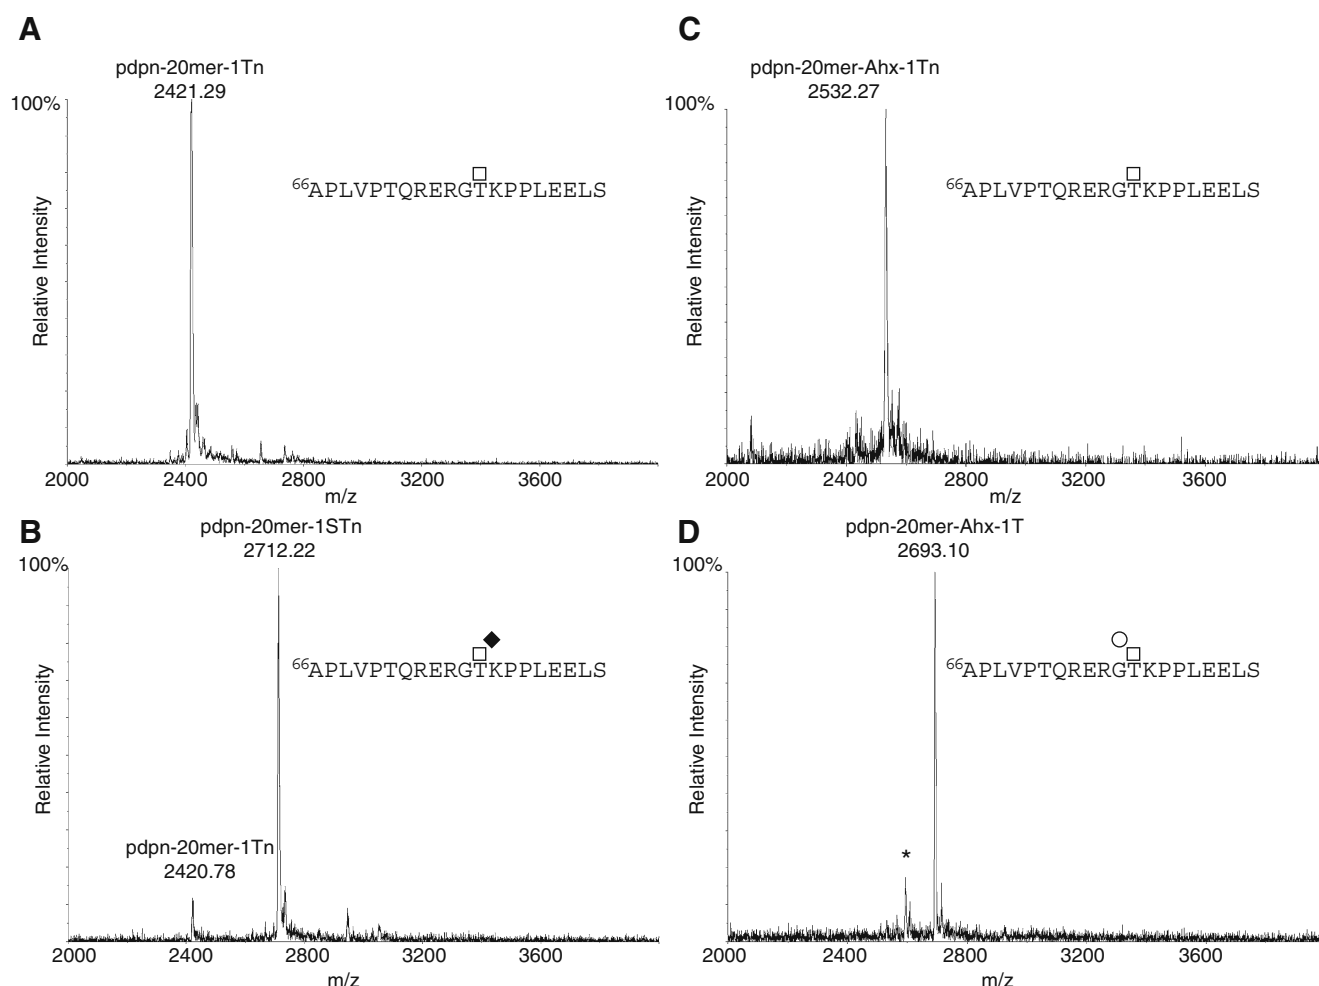 A
pdpn-20mer-1Tn
2421.29
100%
Relative Intensity
⁶⁶APLVPTQRERGTKPPLEELS
2000 2400 2800 3200 3600
m/z
C
pdpn-20mer-Ahx-1Tn
2532.27
100%
Relative Intensity
⁶⁶APLVPTQRERGTKPPLEELS
2000 2400 2800 3200 3600
m/z
B
pdpn-20mer-1STn
2712.22
100%
Relative Intensity
⁶⁶APLVPTQRERGTKPPLEELS
pdpn-20mer-1Tn
2420.78
2000 2400 2800 3200 3600
m/z
D
pdpn-20mer-Ahx-1T
2693.10
100%
Relative Intensity
⁶⁶APLVPTQRERGTKPPLEELS
*
2000 2400 2800 3200 3600
m/z